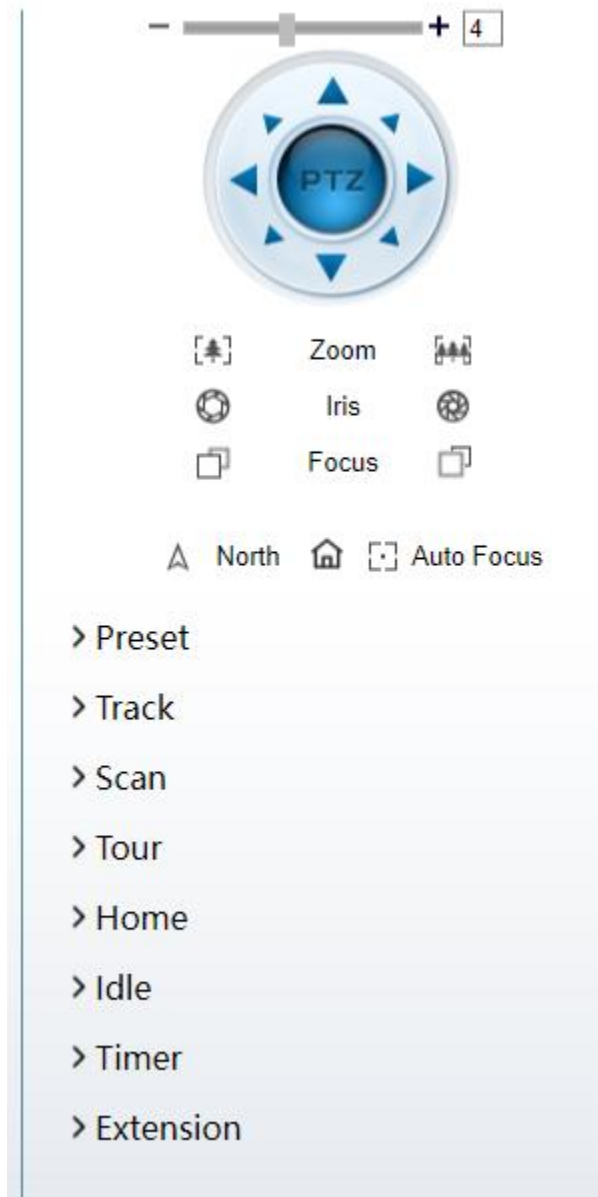 4
PTZ
Zoom
Iris
Focus
North Auto Focus
Preset
Track
Scan
Tour
Home
Idle
Timer
Extension